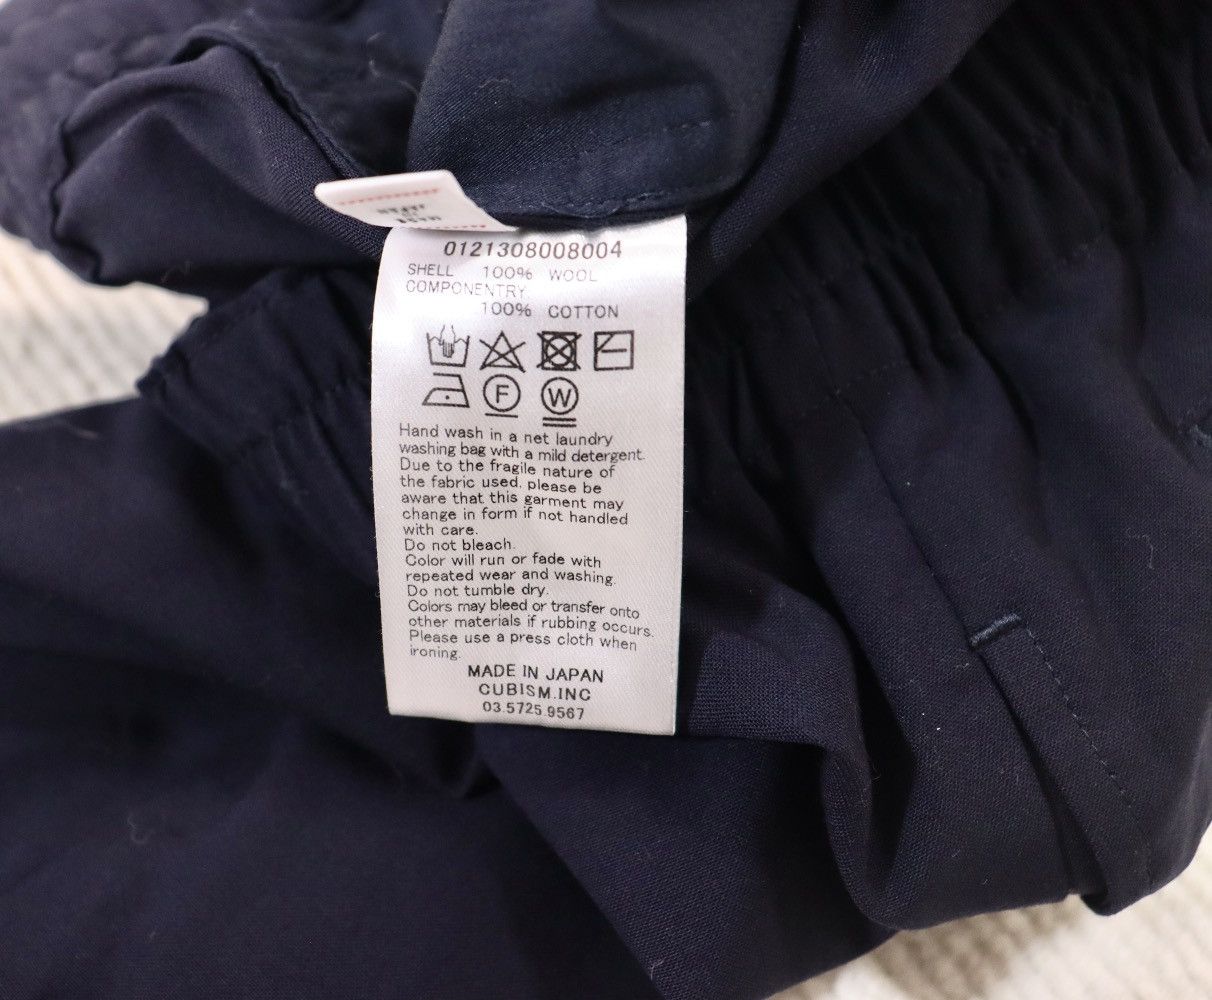 0121308008004
SHELL 100% WOOL
COMPONENTRY
100% COTTON
F W
Hand wash in a net laundry
washing bag with a mild detergent.
Due to the fragile nature of
the fabric used, please be
aware that this garment may
change in form if not handled
with care.
Do not bleach.
Color will run or fade with
repeated wear and washing.
Do not tumble dry.
Colors may bleed or transfer onto
other materials if rubbing occurs.
Please use a press cloth when
ironing.
MADE IN JAPAN
CUBISM.INC
03.5725.9567